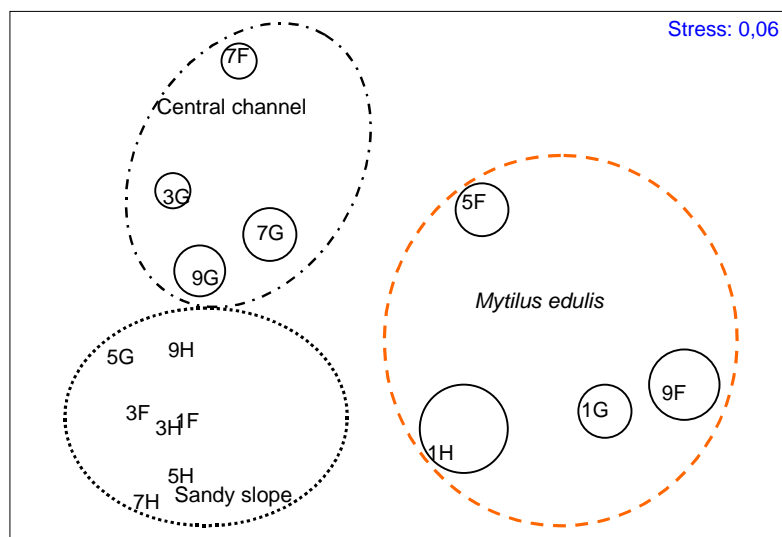 Stress: 0,06
7F
Central channel
3G
5F
7G
9G
Mytilus edulis
5G
9H
3F
3H
1F
1G
9F
1H
5H
7H
Sandy slope